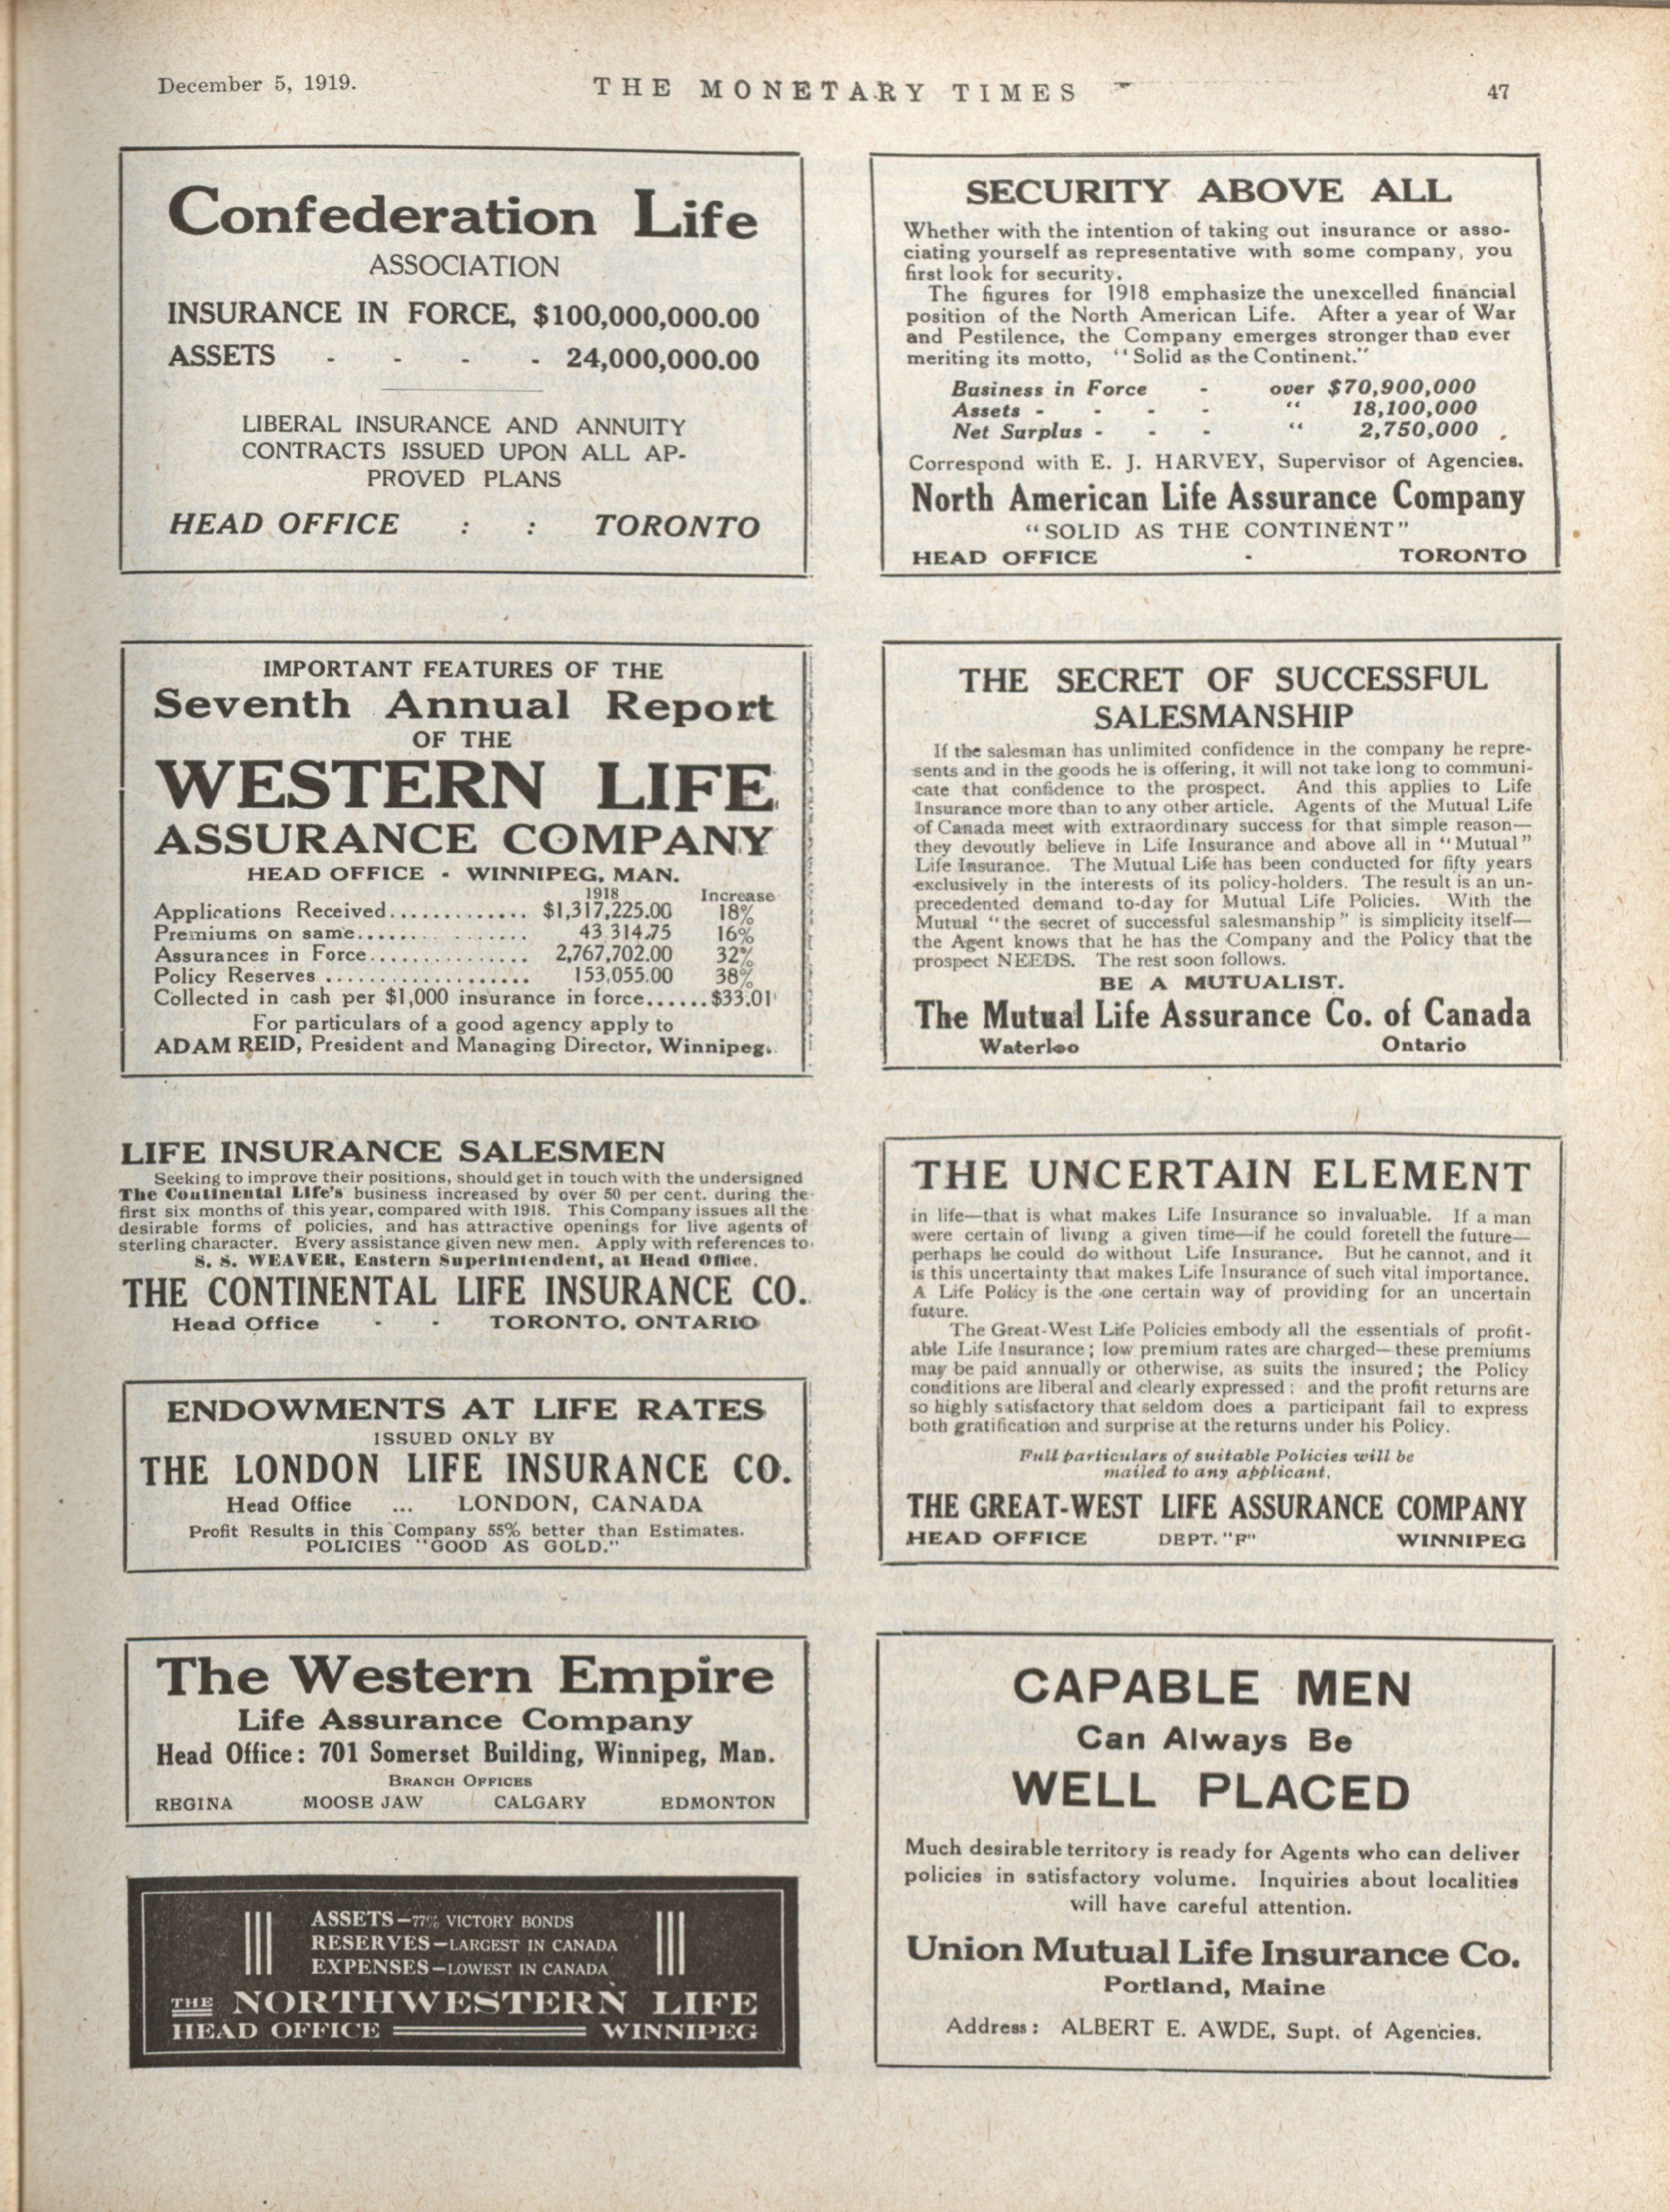 December 5, 1919.
THE MONETARY TIMES
47
Confederation Life
ASSOCIATION
INSURANCE IN FORCE, $100,000,000.00
ASSETS - - - - 24,000,000.00
LIBERAL INSURANCE AND ANNUITY
CONTRACTS ISSUED UPON ALL AP-
PROVED PLANS
HEAD OFFICE : : TORONTO
IMPORTANT FEATURES OF THE
Seventh Annual Report
OF THE
WESTERN LIFE
ASSURANCE COMPANY
HEAD OFFICE - WINNIPEG, MAN.
1918 Increase
Applications Received............. $1,317,225.00 18%
Premiums on same................ 43,314.75 16%
Assurances in Force............... 2,767,702.00 32%
Policy Reserves ................... 153,055.00 38%
Collected in cash per $1,000 insurance in force......$33.01
For particulars of a good agency apply to
ADAM REID, President and Managing Director, Winnipeg.
LIFE INSURANCE SALESMEN
Seeking to improve their positions, should get in touch with the undersigned
The Continental Life's business increased by over 50 per cent. during the
first six months of this year, compared with 1918. This Company issues all the
desirable forms of policies, and has attractive openings for live agents of
sterling character. Every assistance given new men. Apply with references to
S. S. WEAVER, Eastern Superintendent, at Head Office.
THE CONTINENTAL LIFE INSURANCE CO.
Head Office - - TORONTO, ONTARIO
ENDOWMENTS AT LIFE RATES
ISSUED ONLY BY
THE LONDON LIFE INSURANCE CO.
Head Office ... LONDON, CANADA
Profit Results in this Company 55% better than Estimates.
POLICIES "GOOD AS GOLD."
The Western Empire
Life Assurance Company
Head Office: 701 Somerset Building, Winnipeg, Man.
BRANCH OFFICES
REGINA MOOSE JAW CALGARY EDMONTON
ASSETS—77% VICTORY BONDS
RESERVES—LARGEST IN CANADA
EXPENSES—LOWEST IN CANADA
THE NORTHWESTERN LIFE
HEAD OFFICE WINNIPEG
SECURITY ABOVE ALL
Whether with the intention of taking out insurance or asso-
ciating yourself as representative with some company, you
first look for security.
The figures for 1918 emphasize the unexcelled financial
position of the North American Life. After a year of War
and Pestilence, the Company emerges stronger than ever
meriting its motto, "Solid as the Continent."
Business in Force - over $70,900,000
Assets - - - - " 18,100,000
Net Surplus - - - " 2,750,000
Correspond with E. J. HARVEY, Supervisor of Agencies.
North American Life Assurance Company
"SOLID AS THE CONTINENT"
HEAD OFFICE - TORONTO
THE SECRET OF SUCCESSFUL
SALESMANSHIP
If the salesman has unlimited confidence in the company he repre-
sents and in the goods he is offering, it will not take long to communi-
cate that confidence to the prospect. And this applies to Life
Insurance more than to any other article. Agents of the Mutual Life
of Canada meet with extraordinary success for that simple reason—
they devoutly believe in Life Insurance and above all in "Mutual"
Life Insurance. The Mutual Life has been conducted for fifty years
exclusively in the interests of its policy-holders. The result is an un-
precedented demand to-day for Mutual Life Policies. With the
Mutual "the secret of successful salesmanship" is simplicity itself—
the Agent knows that he has the Company and the Policy that the
prospect NEEDS. The rest soon follows.
BE A MUTUALIST.
The Mutual Life Assurance Co. of Canada
Waterloo Ontario
THE UNCERTAIN ELEMENT
in life—that is what makes Life Insurance so invaluable. If a man
were certain of living a given time—if he could foretell the future—
perhaps he could do without Life Insurance. But he cannot, and it
is this uncertainty that makes Life Insurance of such vital importance.
A Life Policy is the one certain way of providing for an uncertain
future.
The Great-West Life Policies embody all the essentials of profit-
able Life Insurance; low premium rates are charged—these premiums
may be paid annually or otherwise, as suits the insured; the Policy
conditions are liberal and clearly expressed: and the profit returns are
so highly satisfactory that seldom does a participant fail to express
both gratification and surprise at the returns under his Policy.
Full particulars of suitable Policies will be
mailed to any applicant.
THE GREAT-WEST LIFE ASSURANCE COMPANY
HEAD OFFICE DEPT. "F" WINNIPEG
CAPABLE MEN
Can Always Be
WELL PLACED
Much desirable territory is ready for Agents who can deliver
policies in satisfactory volume. Inquiries about localities
will have careful attention.
Union Mutual Life Insurance Co.
Portland, Maine
Address: ALBERT E. AWDE, Supt. of Agencies.